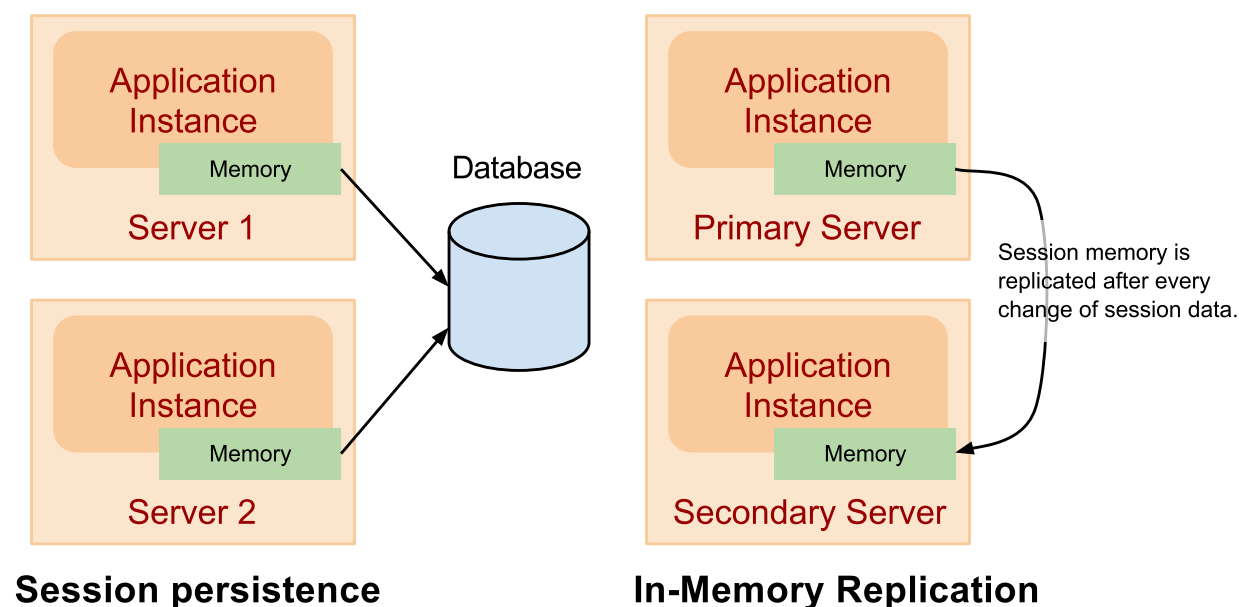 Application
Instance
Memory
Server 1
Database
Application
Instance
Memory
Server 2
Session persistence
Application
Instance
Memory
Primary Server
Session memory is
replicated after every
change of session data.
Application
Instance
Memory
Secondary Server
In-Memory Replication